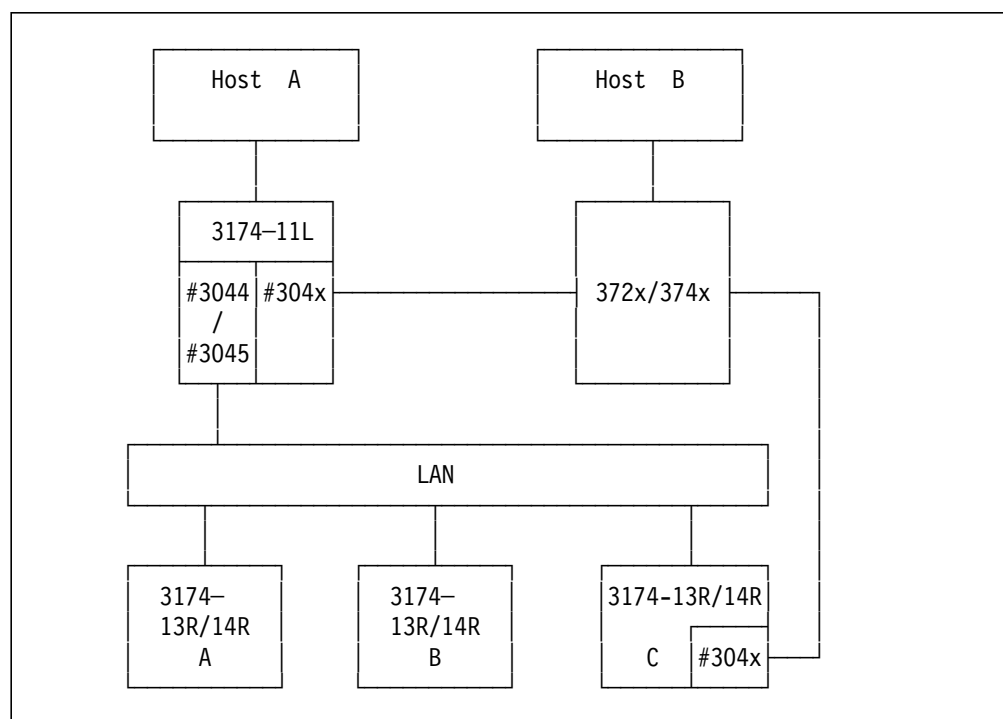 Host A
Host B
3174–11L
#3044
/
#3045
#304x
372x/374x
LAN
3174–
13R/14R
A
3174–
13R/14R
B
3174-13R/14R
C
#304x